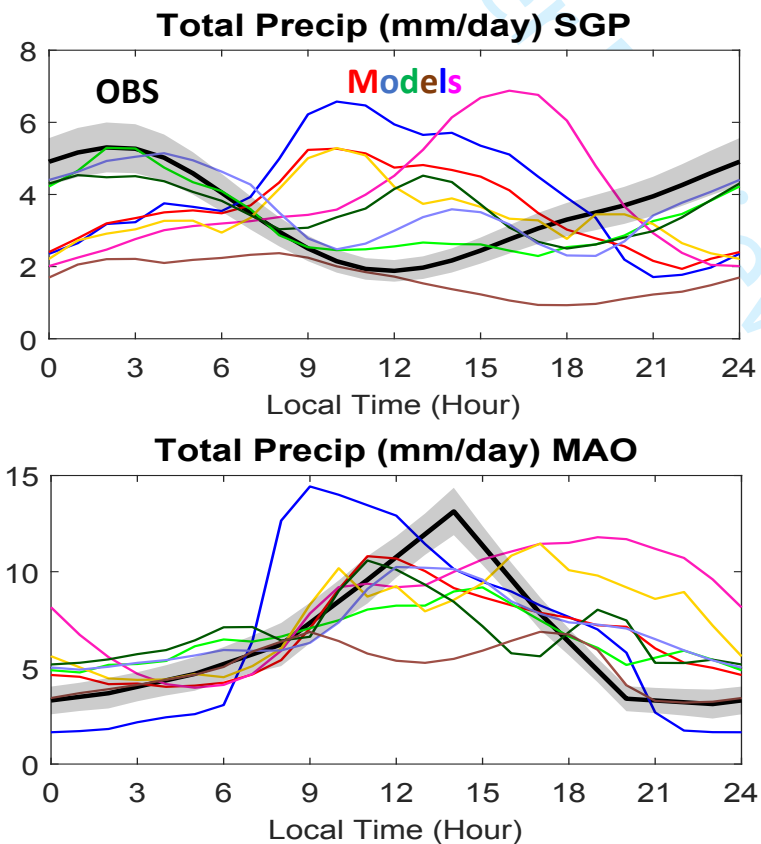 Total Precip (mm/day) SGP
8
6
4
2
0
OBS
Models
0 3 6 9 12 15 18 21 24
Local Time (Hour)
Total Precip (mm/day) MAO
15
10
5
0
0 3 6 9 12 15 18 21 24
Local Time (Hour)